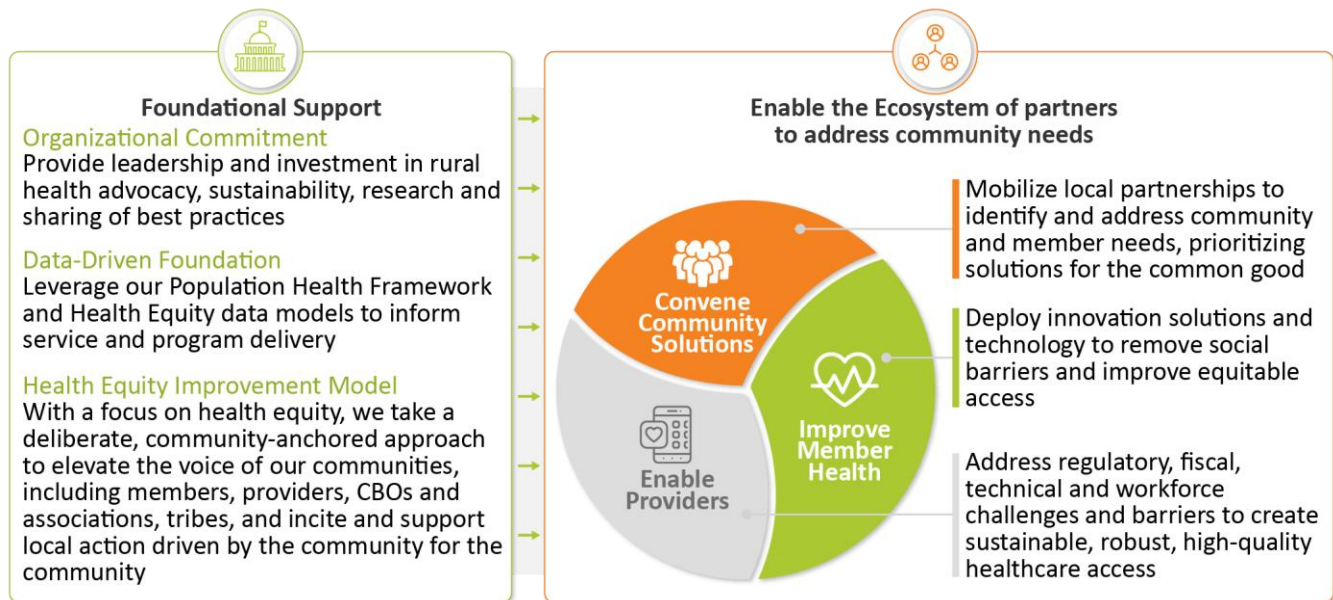 Foundational Support
Organizational Commitment
Provide leadership and investment in rural
health advocacy, sustainability, research and
sharing of best practices
Data-Driven Foundation
Leverage our Population Health Framework
and Health Equity data models to inform
service and program delivery
Health Equity Improvement Model
With a focus on health equity, we take a
deliberate, community-anchored approach
to elevate the voice of our communities,
including members, providers, CBOs and
associations, tribes, and incite and support
local action driven by the community for the
community
Enable the Ecosystem of partners
to address community needs
Convene
Community
Solutions
Improve
Member
Health
Enable
Providers
Mobilize local partnerships to
identify and address community
and member needs, prioritizing
solutions for the common good
Deploy innovation solutions and
technology to remove social
barriers and improve equitable
access
Address regulatory, fiscal,
technical and workforce
challenges and barriers to create
sustainable, robust, high-quality
healthcare access